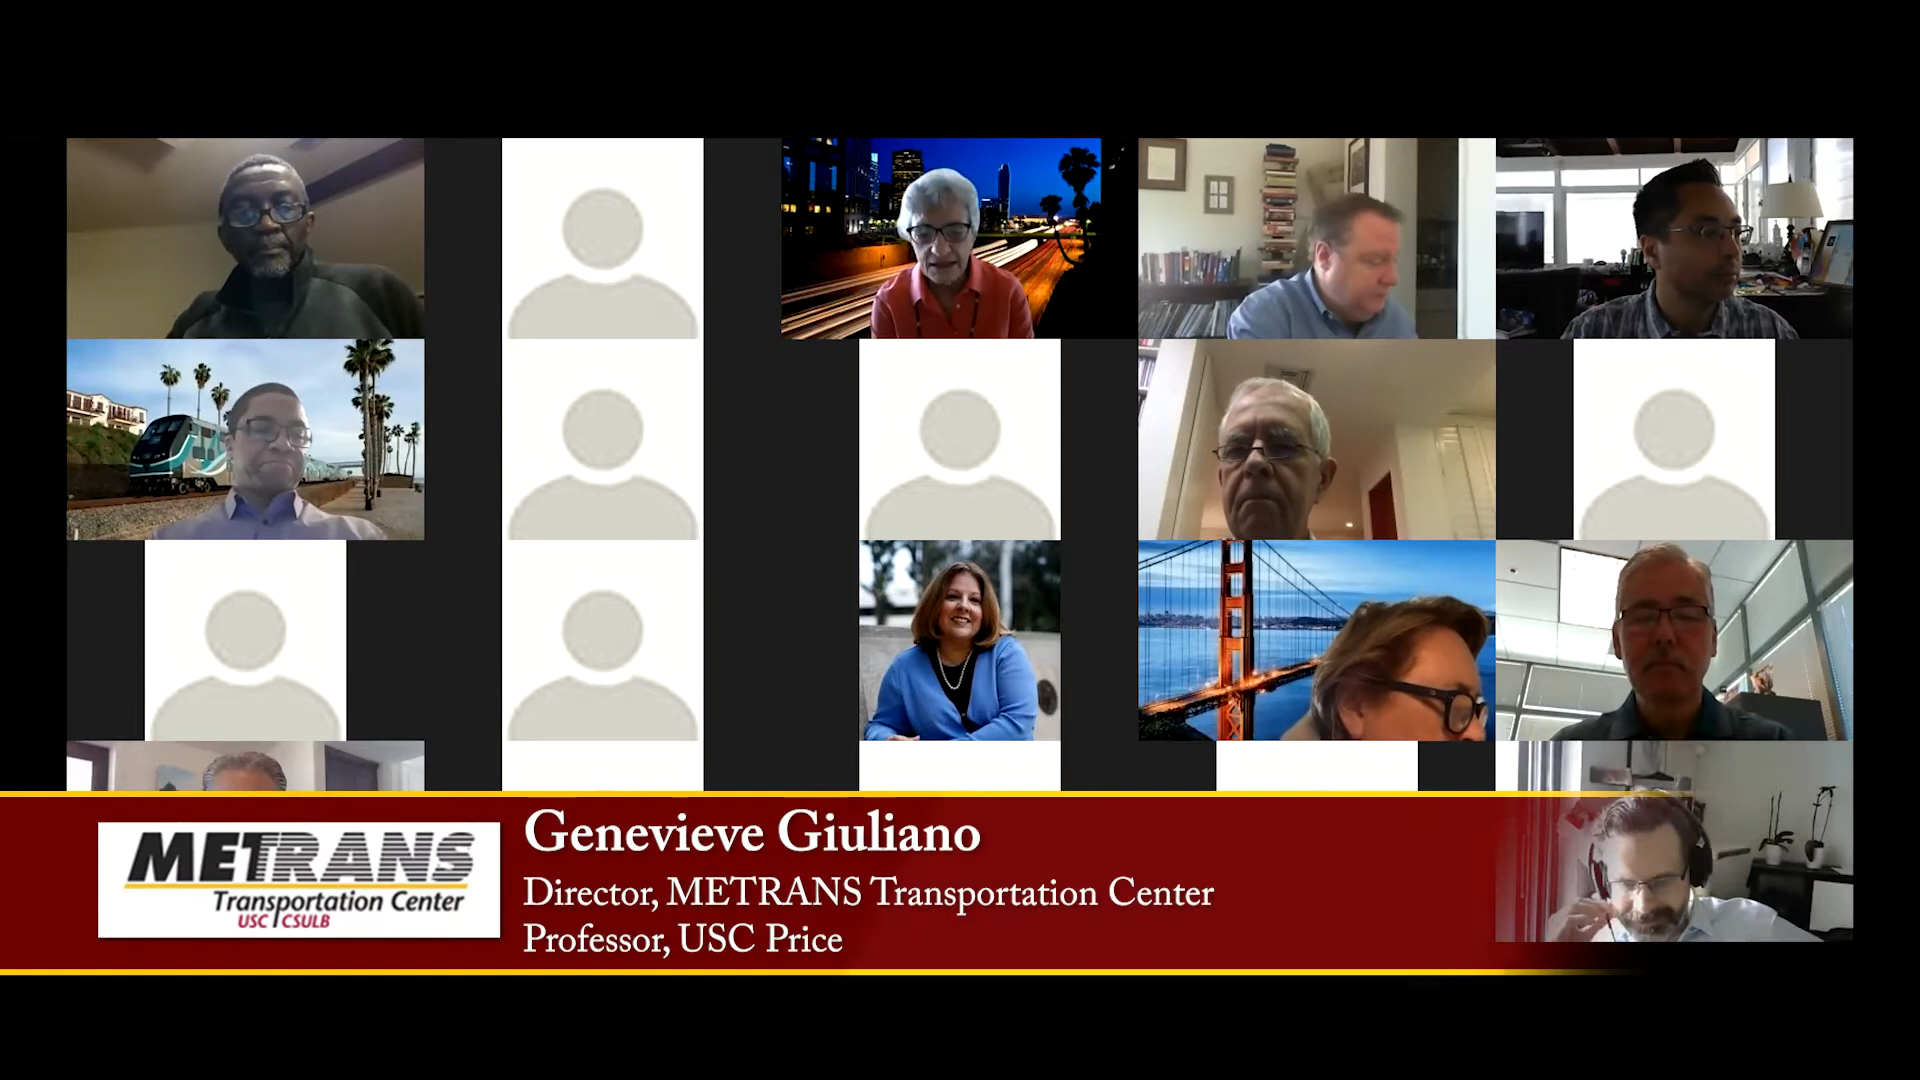 Genevieve Giuliano
Director, METRANS Transportation Center
Professor, USC Price
METRANS
Transportation Center
USC CSULB